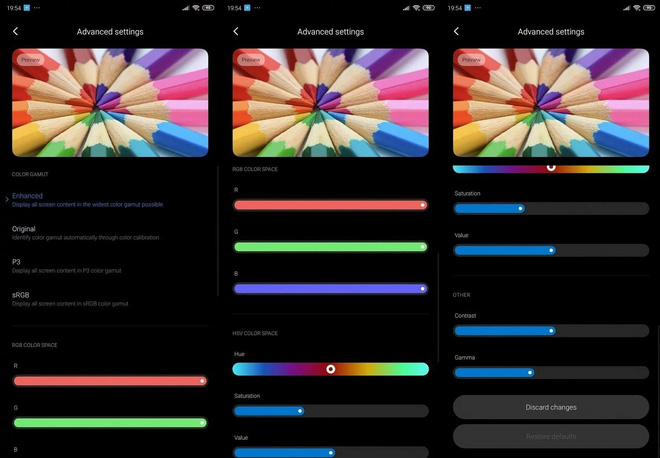 19:54
90
Advanced settings
Preview
COLOR GAMUT
Enhanced
Display all screen content in the widest color gamut possible
Original
Identify color gamut automatically through color calibration
P3
Display all screen content in P3 color gamut
sRGB
Display all screen content in sRGB color gamut
RGB COLOR SPACE
R
G
B
19:54
90
Advanced settings
Preview
RGB COLOR SPACE
R
G
B
HSV COLOR SPACE
Hue
Saturation
Value
19:54
90
Advanced settings
Preview
Saturation
Value
OTHER
Contrast
Gamma
Discard changes
Restore defaults